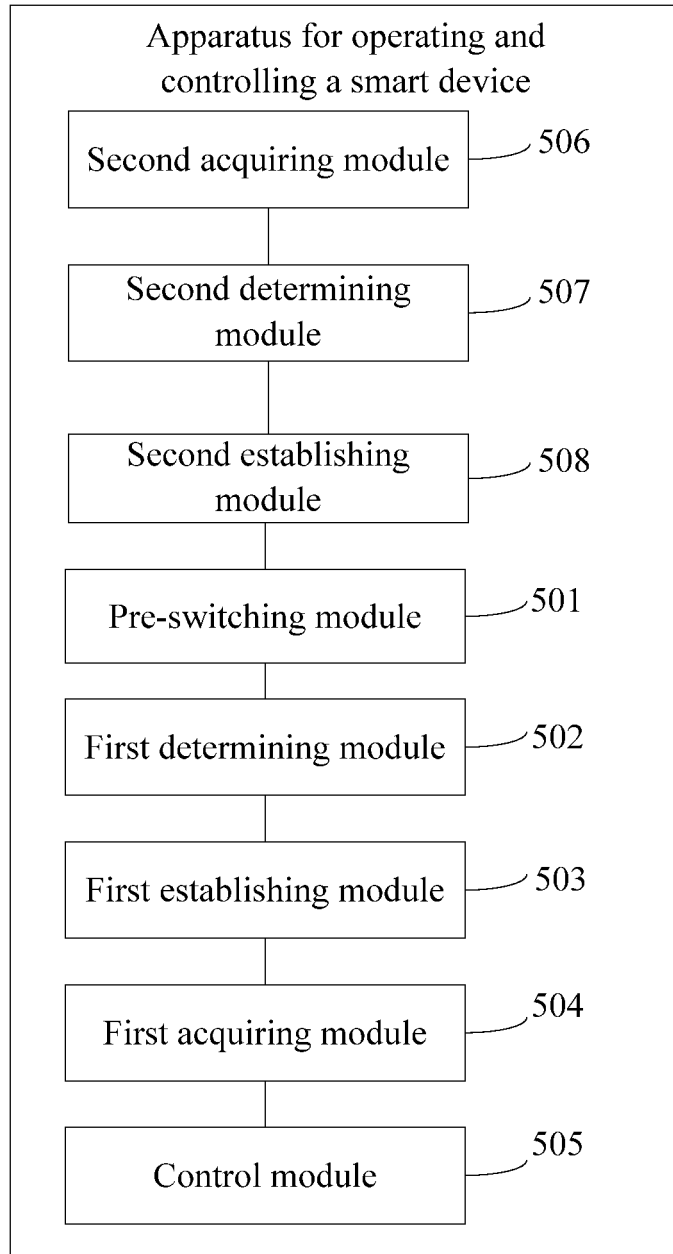 Apparatus for operating and
controlling a smart device
Second acquiring module
506
Second determining
module
507
Second establishing
module
508
Pre-switching module
501
First determining module
502
First establishing module
503
First acquiring module
504
Control module
505